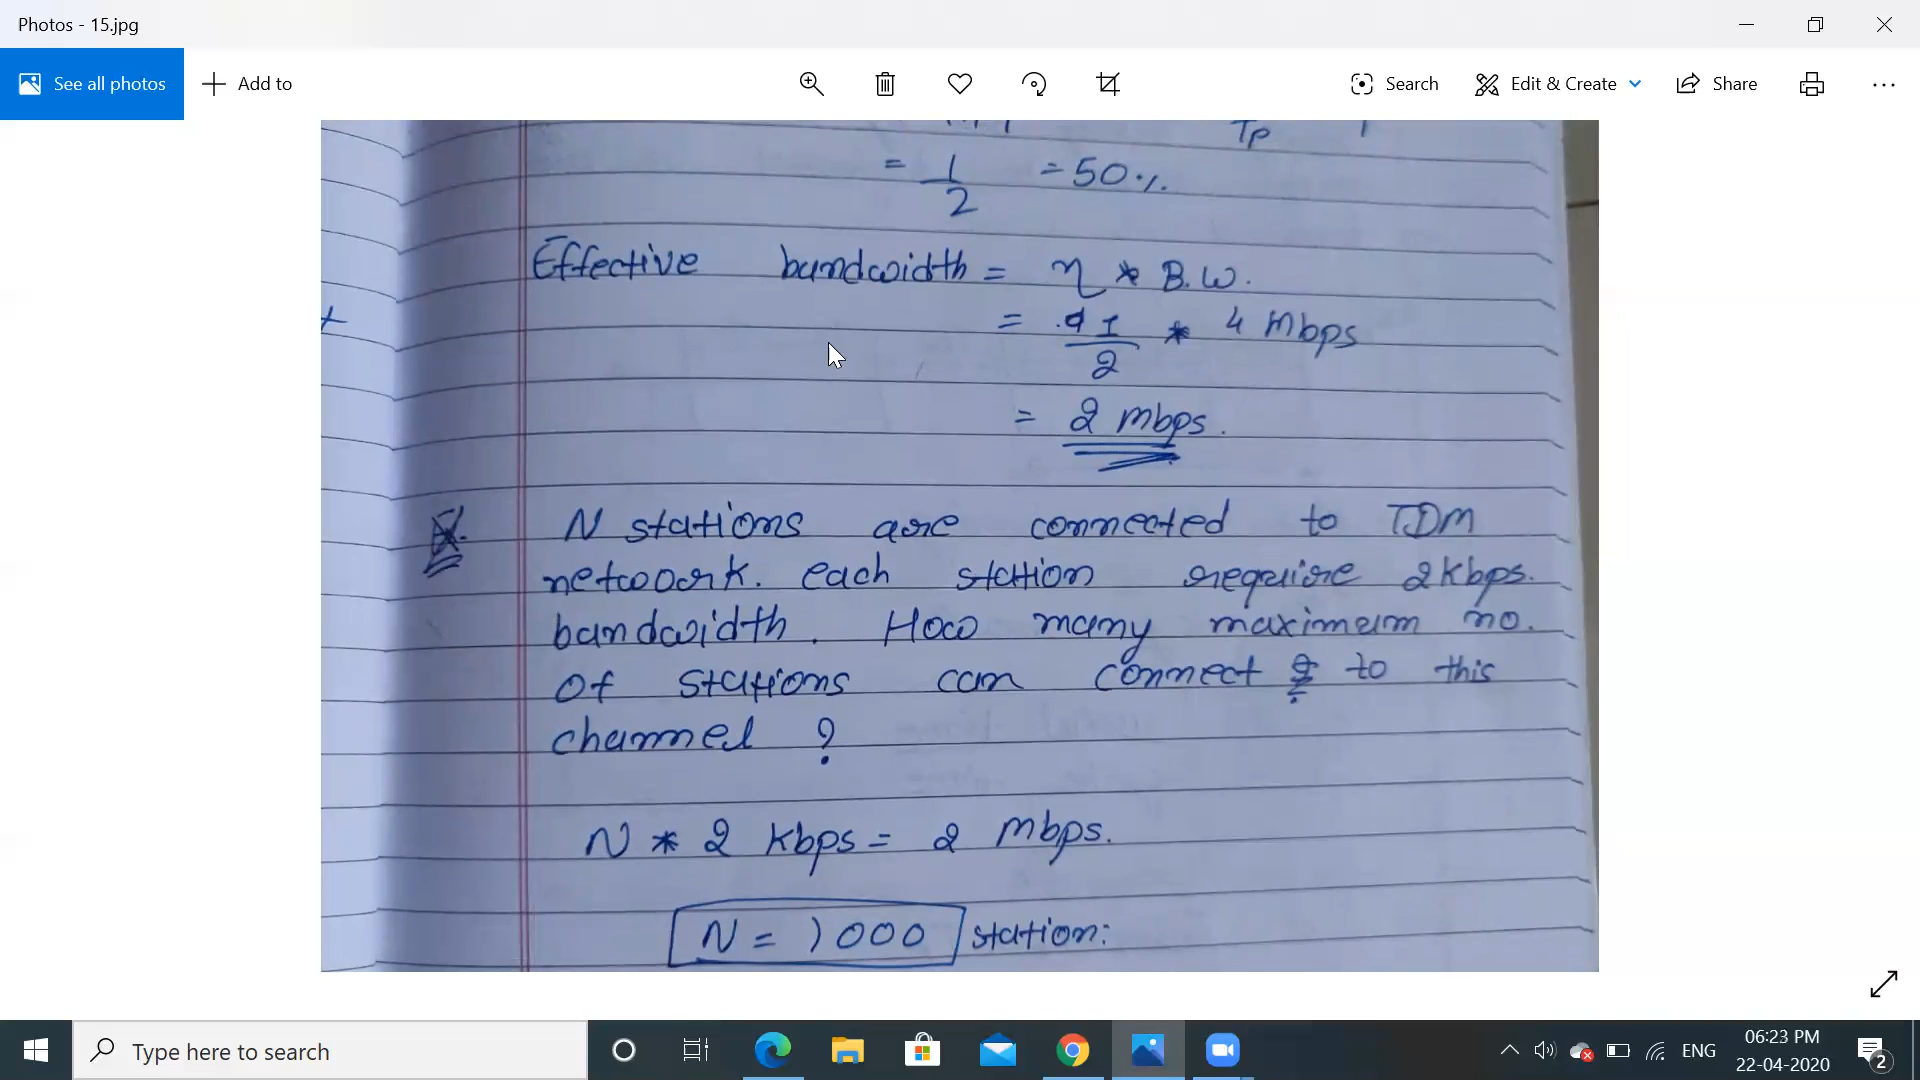 Photos - 15.jpg
See all photos
Add to
Search
Edit & Create
Share
Tp
= 1/2 = 50%.
Effective bandwidth = η * B.W.
= 1/2 * 4 Mbps
= 2 mbps.
N stations are connected to TDM
network. each station require 2kbps.
bandwidth. How many maximum no.
of stations can connect to this
channel ?
N * 2 kbps = 2 mbps.
N = 1000 station:
Type here to search
ENG
06:23 PM
22-04-2020
2